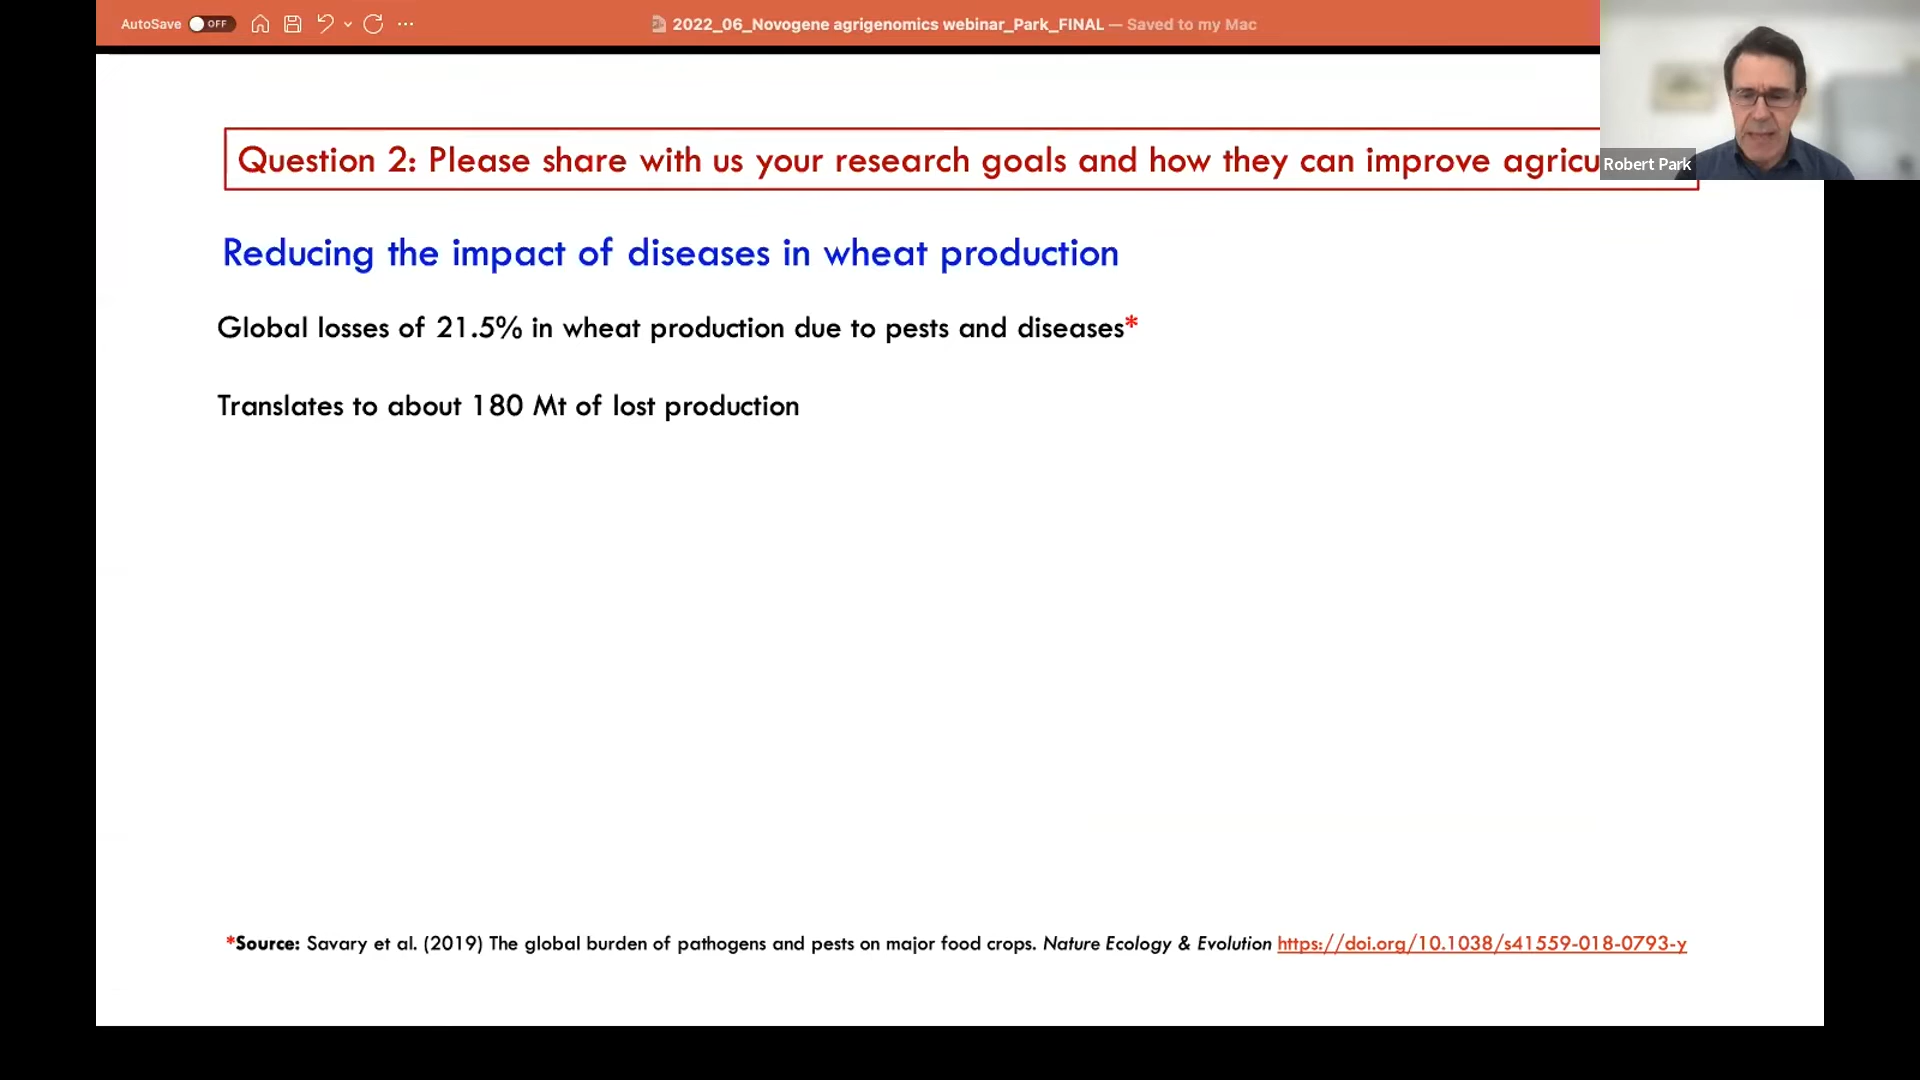 AutoSave OFF
2022_06_Novogene agrigenomics webinar_Park_FINAL — Saved to my Mac
Question 2: Please share with us your research goals and how they can improve agricu
Robert Park
Reducing the impact of diseases in wheat production
Global losses of 21.5% in wheat production due to pests and diseases*
Translates to about 180 Mt of lost production
*Source: Savary et al. (2019) The global burden of pathogens and pests on major food crops. Nature Ecology & Evolution https://doi.org/10.1038/s41559-018-0793-y